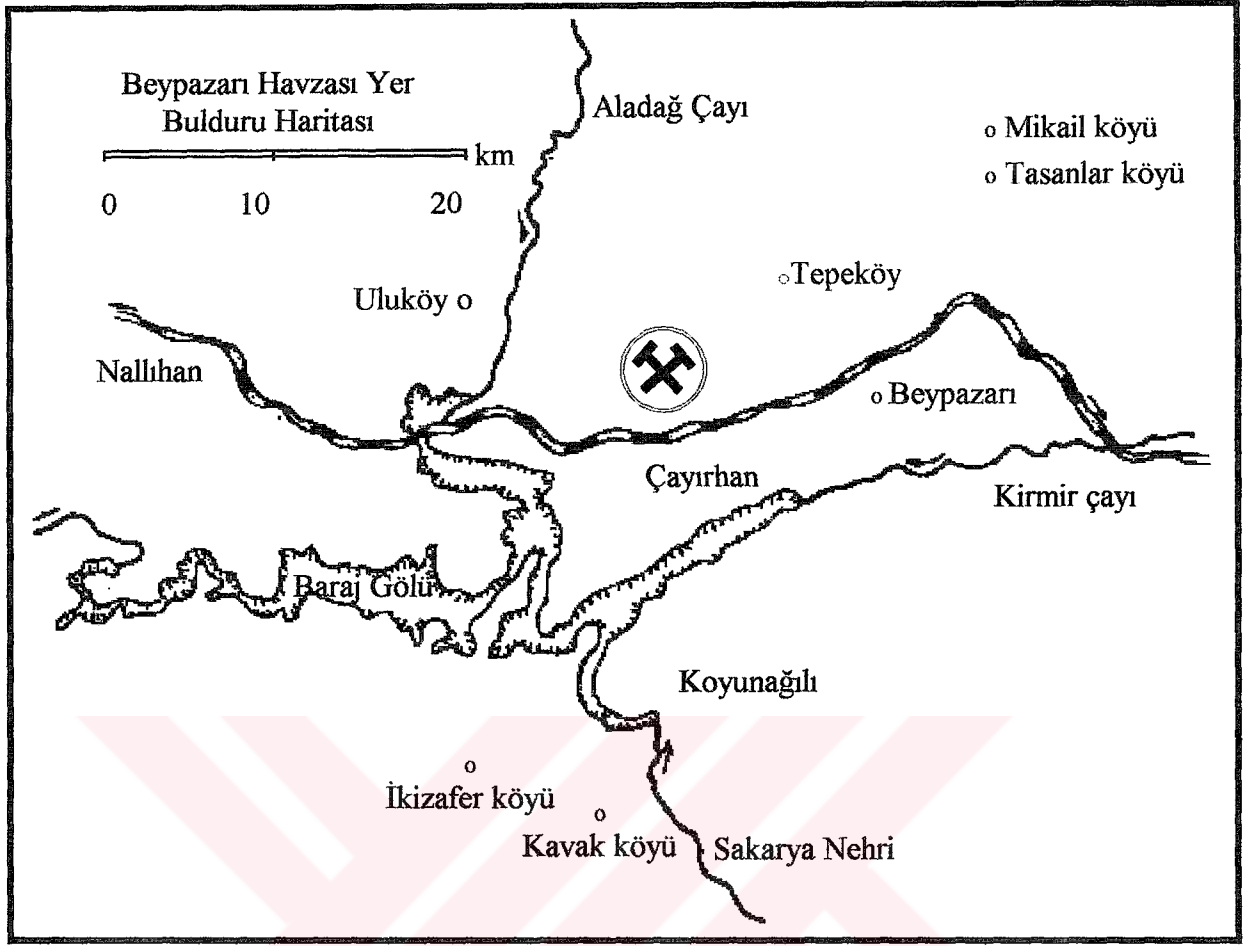 Beypazarı Havzası Yer
Bulduru Haritası
km
0 10 20
Aladağ Çayı
o Mikail köyü
o Tasanlar köyü
Tepeköy
Uluköy o
Nallıhan
Beypazarı
Çayırhan
Kirmir çayı
Baraj Gölü
Koyunağılı
İkizafer köyü
Kavak köyü
Sakarya Nehri